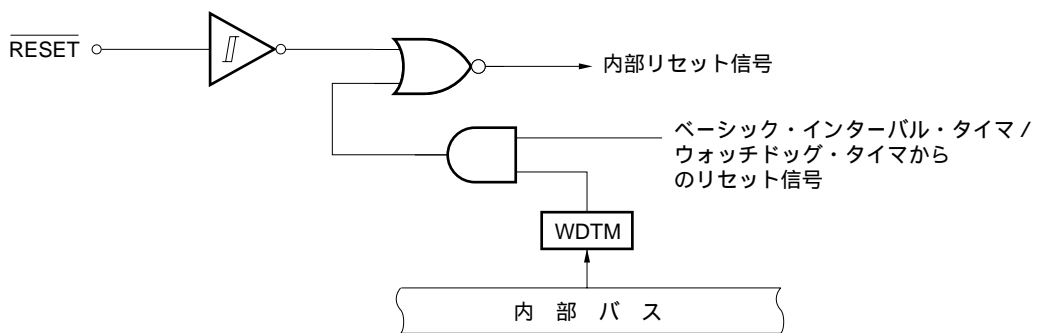 RESET
内部リセット信号
ベーシック・インターバル・タイマ /
ウォッチドッグ・タイマから
のリセット信号
WDTM
内 部 バ ス